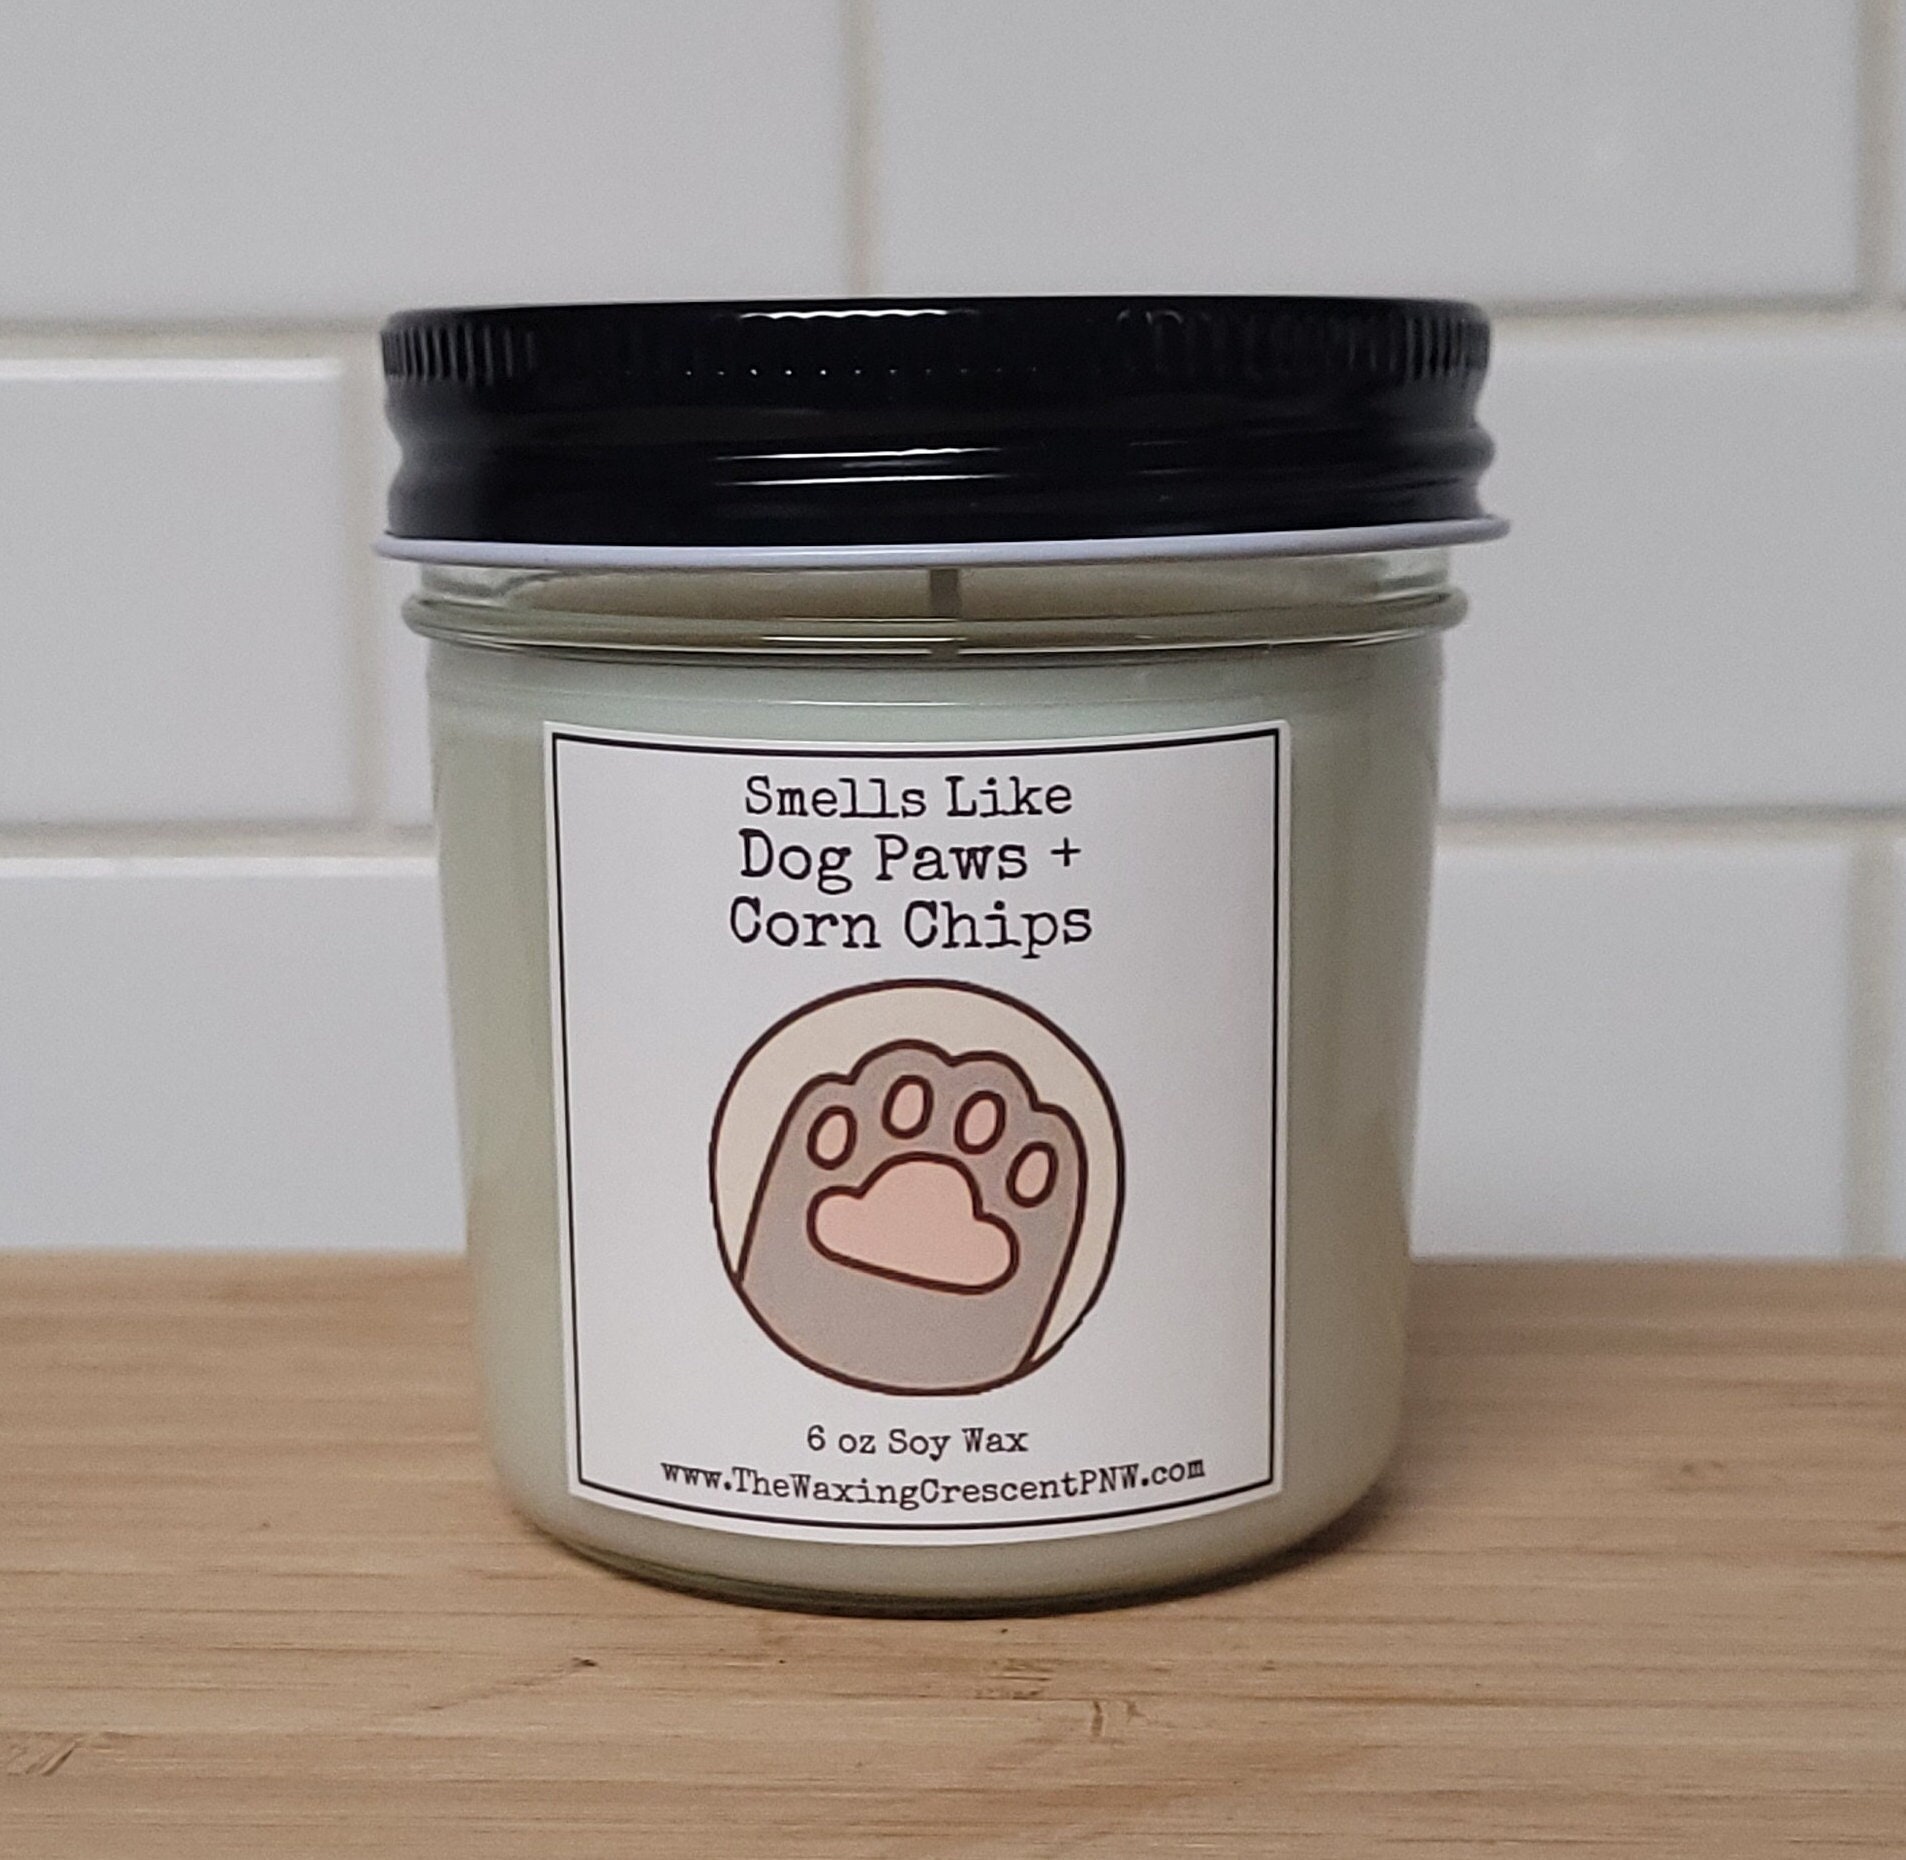 Smells Like
Dog Paws +
Corn Chips
6 oz Soy Wax
www.TheWaxingCrescentPNW.com